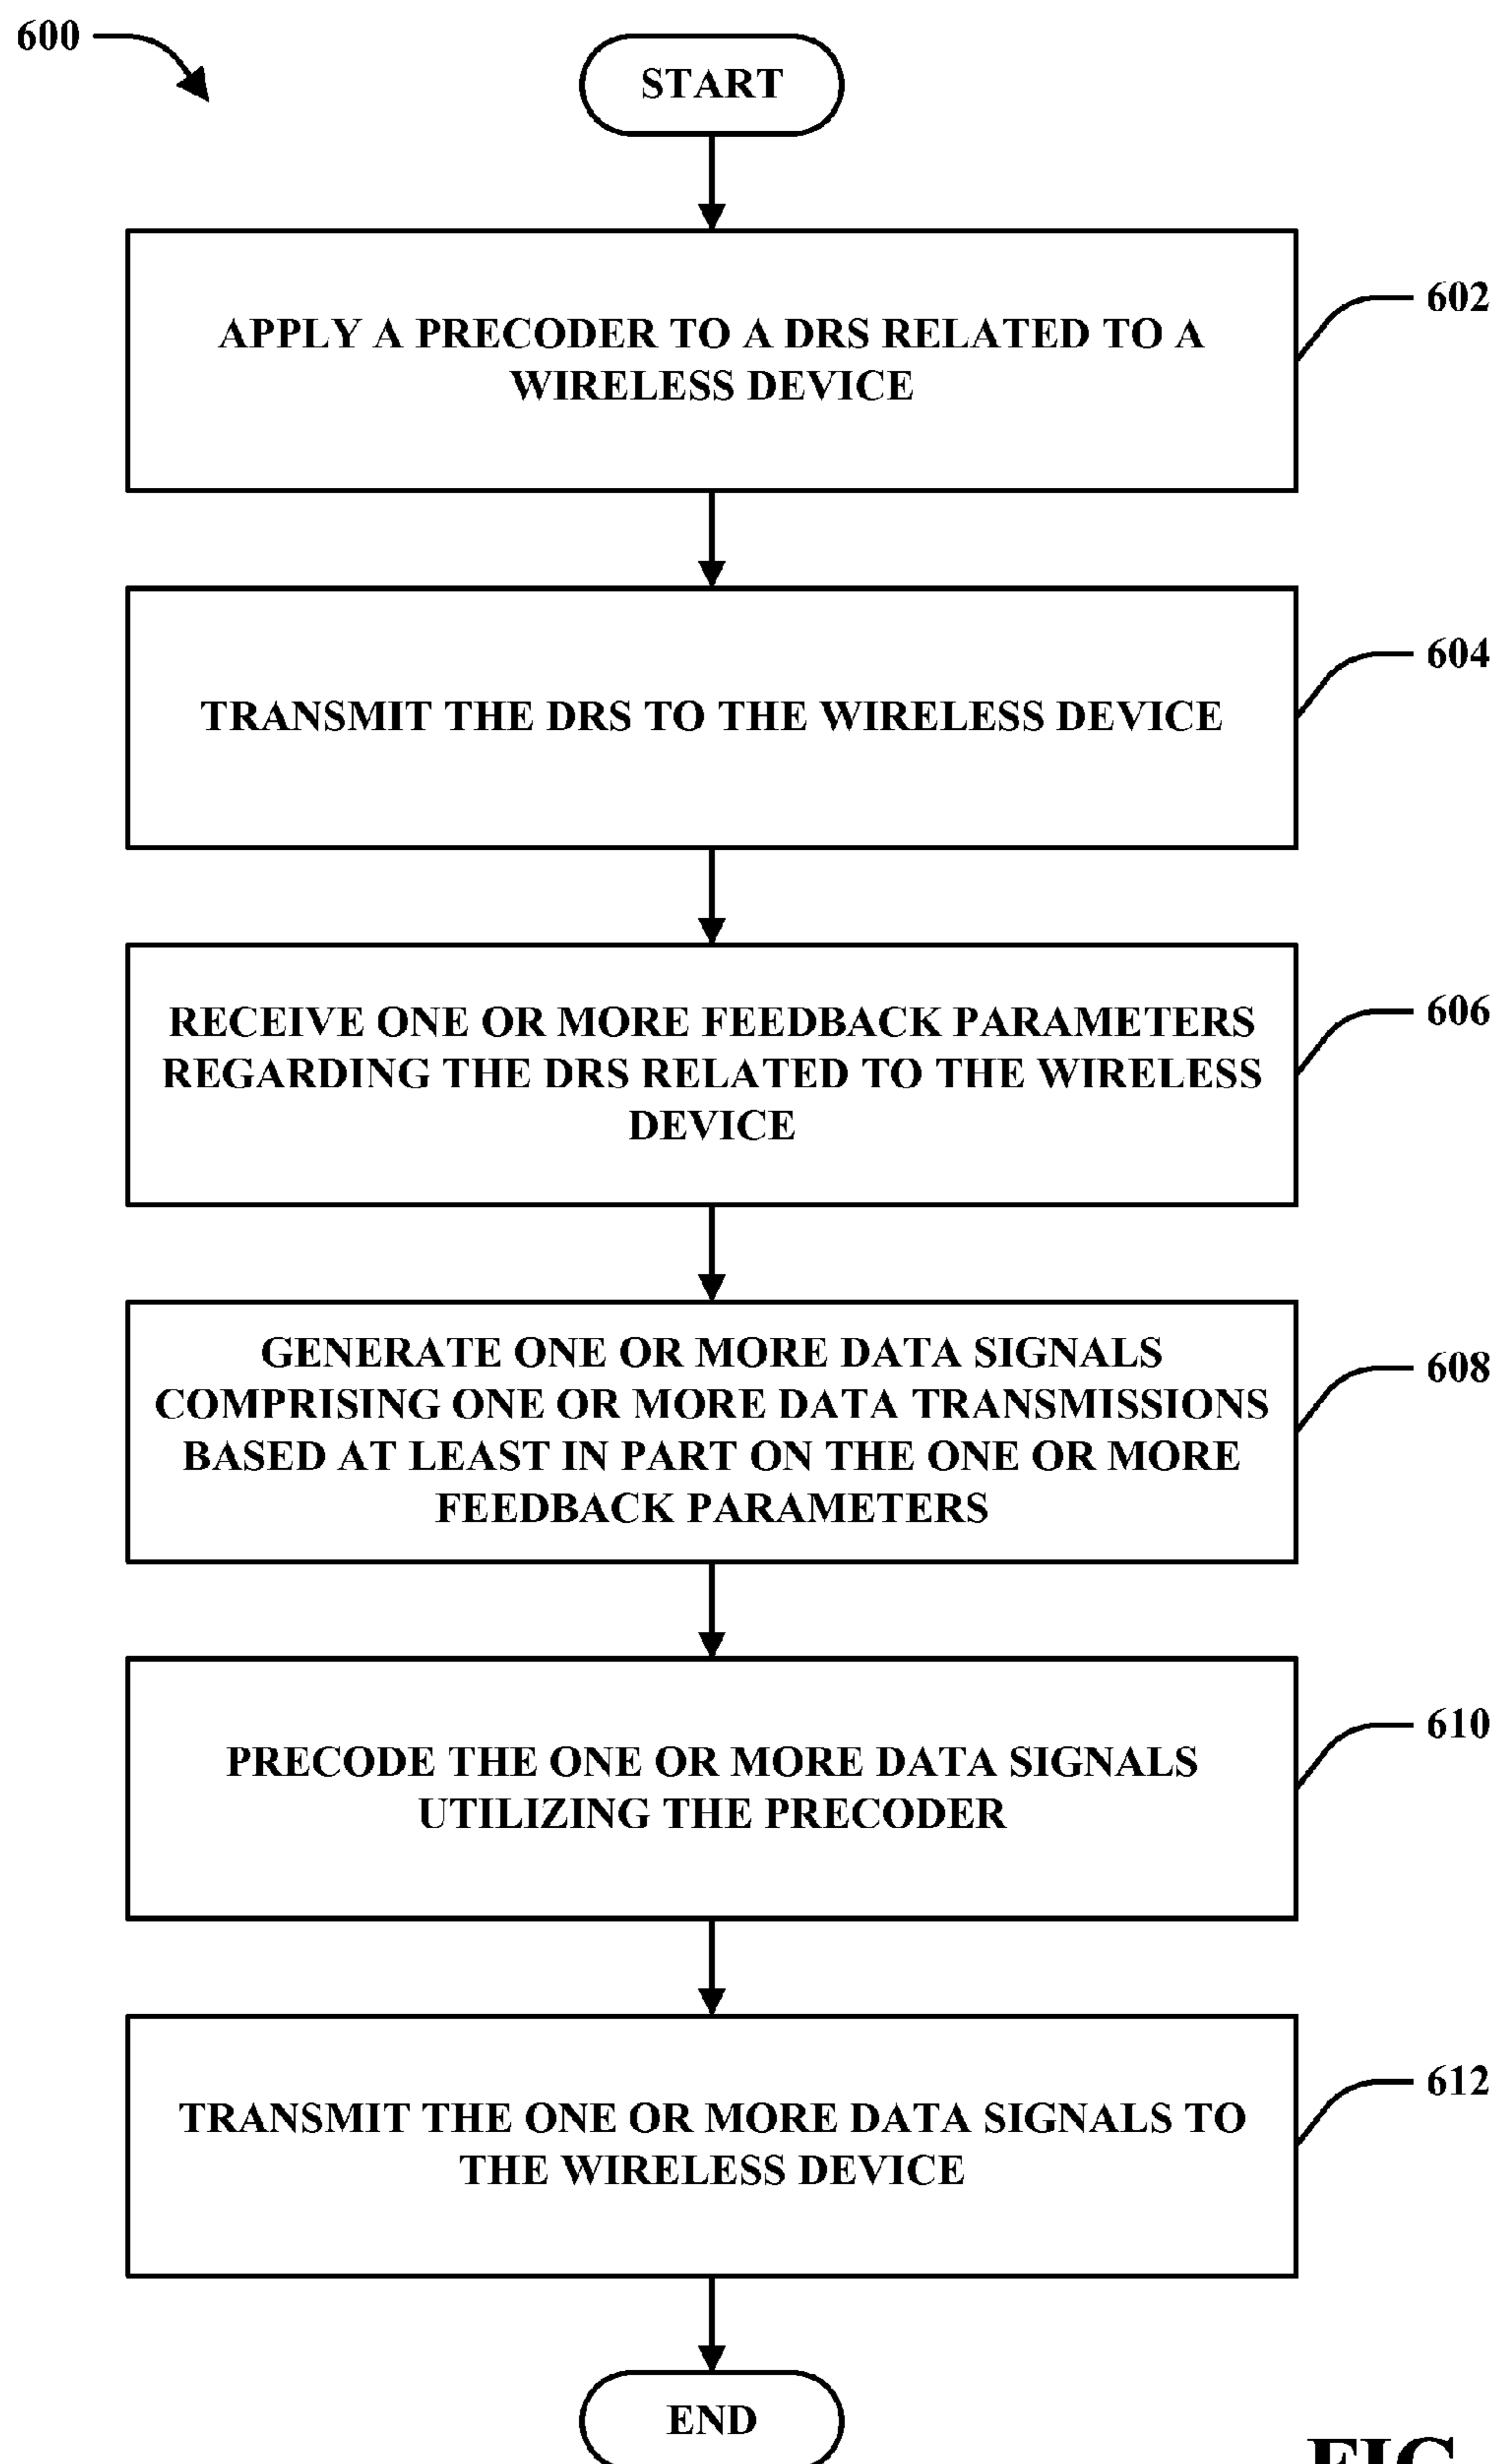 600
START
APPLY A PRECODER TO A DRS RELATED TO A
WIRELESS DEVICE
602
TRANSMIT THE DRS TO THE WIRELESS DEVICE
604
RECEIVE ONE OR MORE FEEDBACK PARAMETERS
REGARDING THE DRS RELATED TO THE WIRELESS
DEVICE
606
GENERATE ONE OR MORE DATA SIGNALS
COMPRISING ONE OR MORE DATA TRANSMISSIONS
BASED AT LEAST IN PART ON THE ONE OR MORE
FEEDBACK PARAMETERS
608
PRECODE THE ONE OR MORE DATA SIGNALS
UTILIZING THE PRECODER
610
TRANSMIT THE ONE OR MORE DATA SIGNALS TO
THE WIRELESS DEVICE
612
END